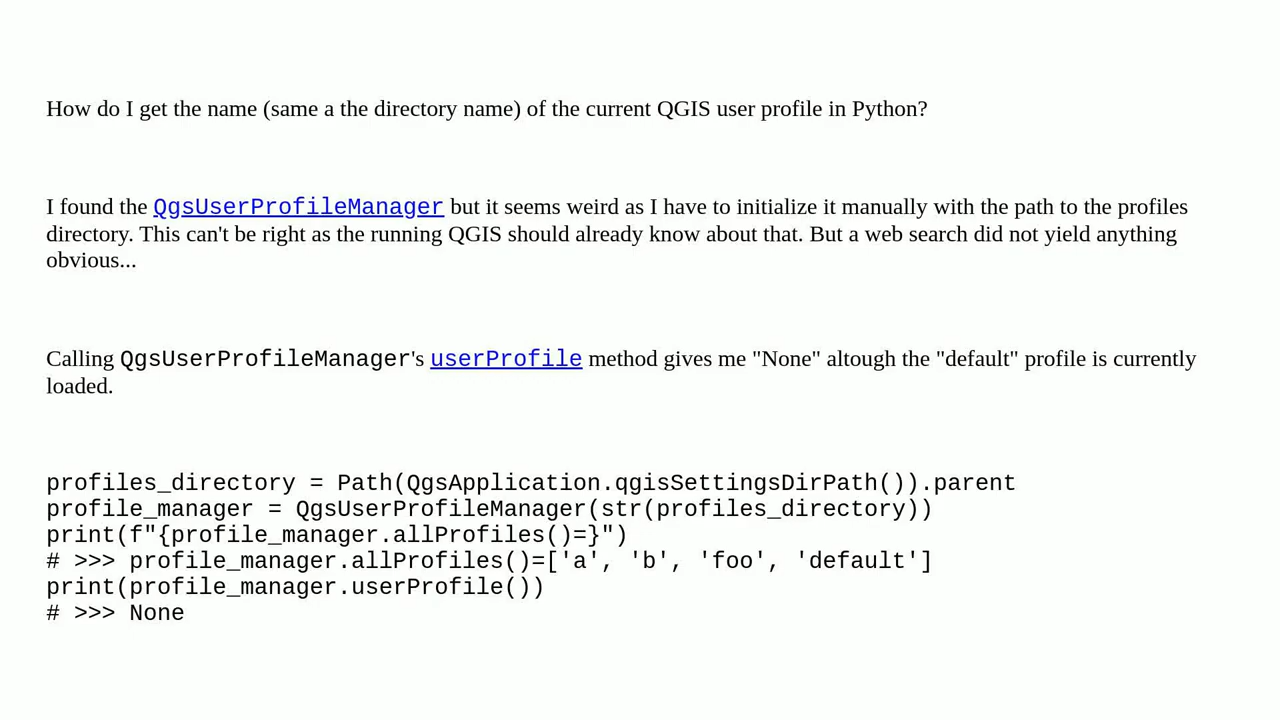 How do I get the name (same a the directory name) of the current QGIS user profile in Python?
I found the QgsUserProfileManager but it seems weird as I have to initialize it manually with the path to the profiles
directory. This can't be right as the running QGIS should already know about that. But a web search did not yield anything
obvious...
Calling QgsUserProfileManager's userProfile method gives me "None" altough the "default" profile is currently
loaded.
profiles_directory = Path(QgsApplication.qgisSettingsDirPath()).parent
profile_manager = QgsUserProfileManager(str(profiles_directory))
print(f"{profile_manager.allProfiles()=}")
# >>> profile_manager.allProfiles()=['a', 'b', 'foo', 'default']
print(profile_manager.userProfile())
# >>> None